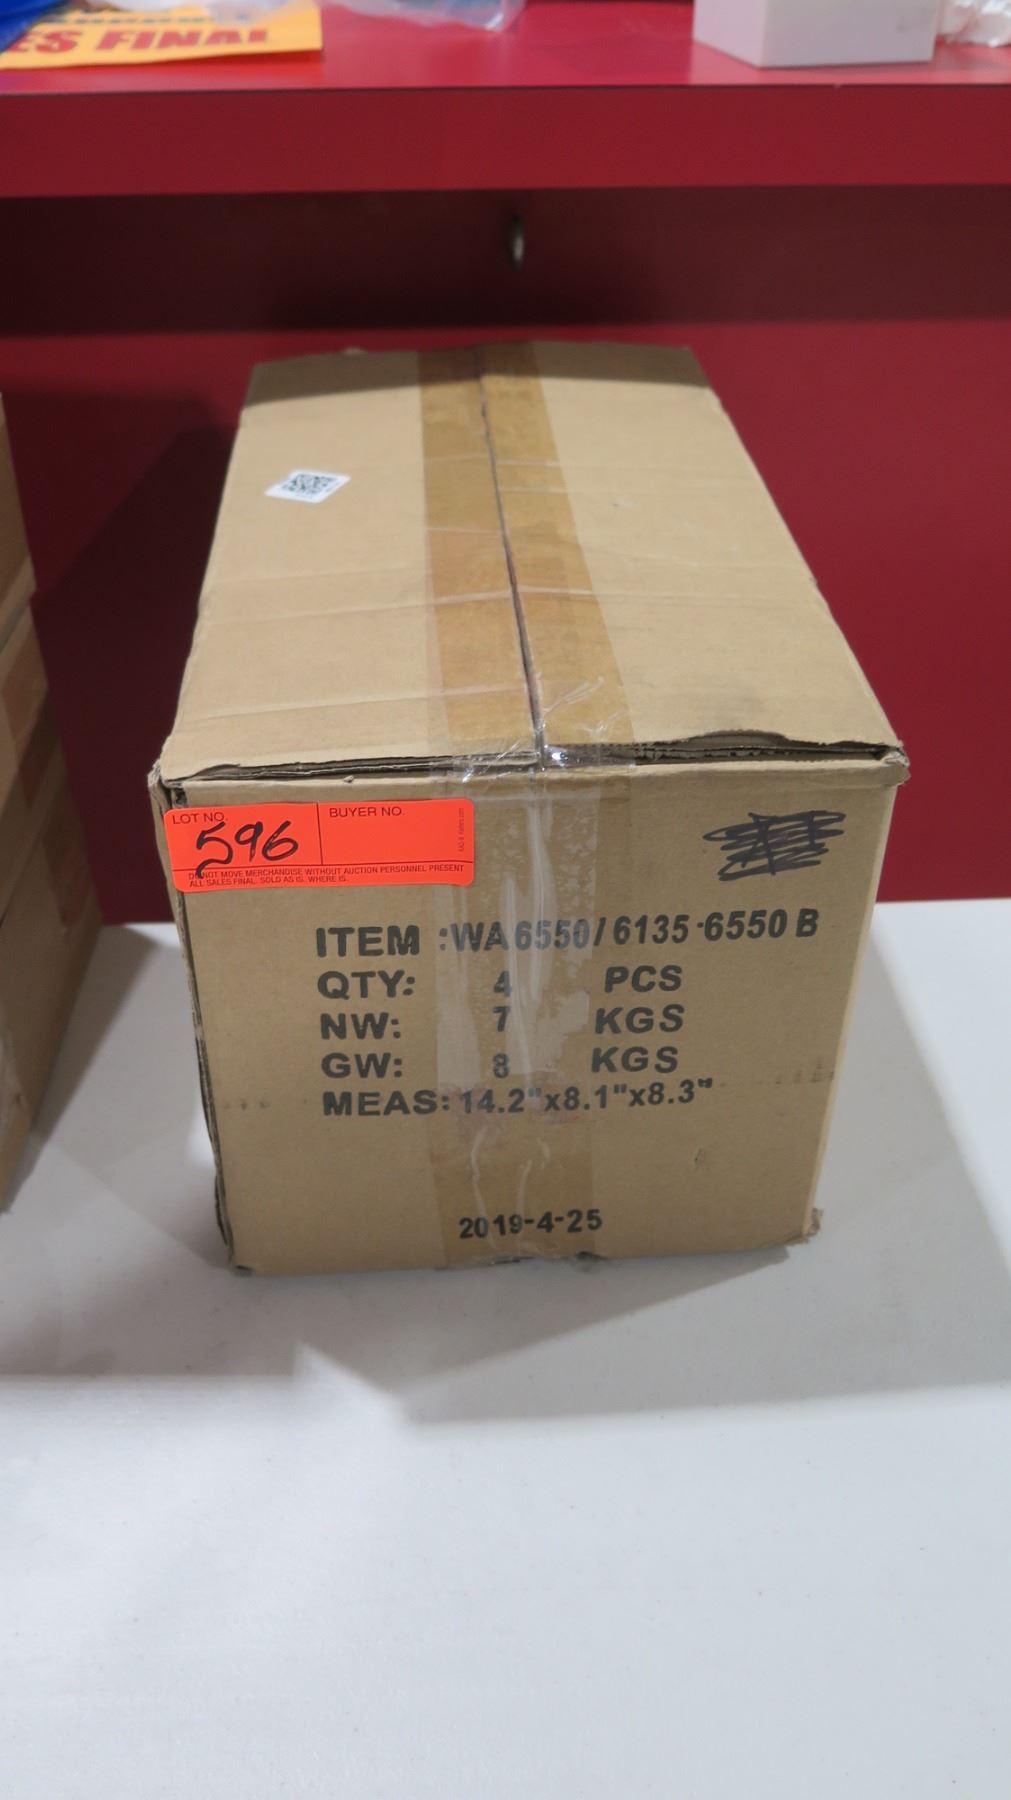 ES FINAL
LOT NO. 596
BUYER NO.
DO NOT MOVE MERCHANDISE WITHOUT AUCTION PERSONNEL PRESENT
ALL SALES FINAL. SOLD AS IS. WHERE IS.
ITEM :WA6550/6135-6550B
QTY: 4 PCS
NW: 7 KGS
GW: 8 KGS
MEAS: 14.2"x8.1"x8.3"
2019-4-25